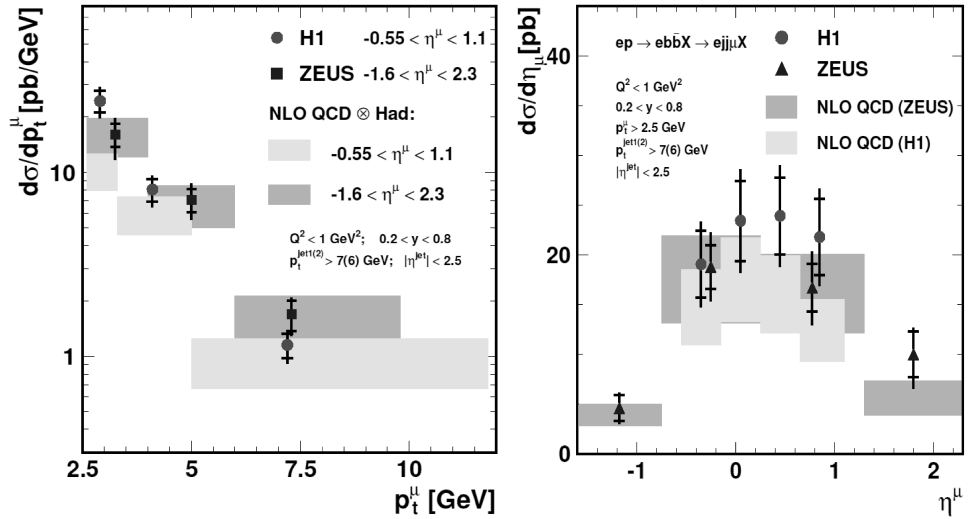 dσ/dp_t^μ [pb/GeV]
H1 -0.55 < η^μ < 1.1
ZEUS -1.6 < η^μ < 2.3
NLO QCD ⊗ Had:
-0.55 < η^μ < 1.1
-1.6 < η^μ < 2.3
Q² < 1 GeV²; 0.2 < y < 0.8
p_t^jet1(2) > 7(6) GeV; |η^jet| < 2.5
10
1
2.5 5 7.5 10
p_t^μ [GeV]
dσ/dη_μ [pb]
ep → ebb̄X → ejjμX
Q² < 1 GeV²
0.2 < y < 0.8
p_t^μ > 2.5 GeV
p_t^jet1(2) > 7(6) GeV
|η^jet| < 2.5
H1
ZEUS
NLO QCD (ZEUS)
NLO QCD (H1)
40
20
0
-1 0 1 2
η^μ